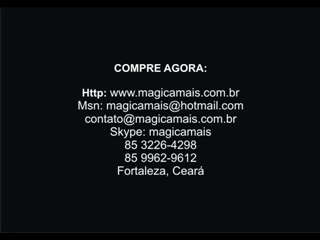 COMPRE AGORA:
Http: www.magicamais.com.br
Msn: magicamais@hotmail.com
contato@magicamais.com.br
Skype: magicamais
85 3226-4298
85 9962-9612
Fortaleza, Ceará